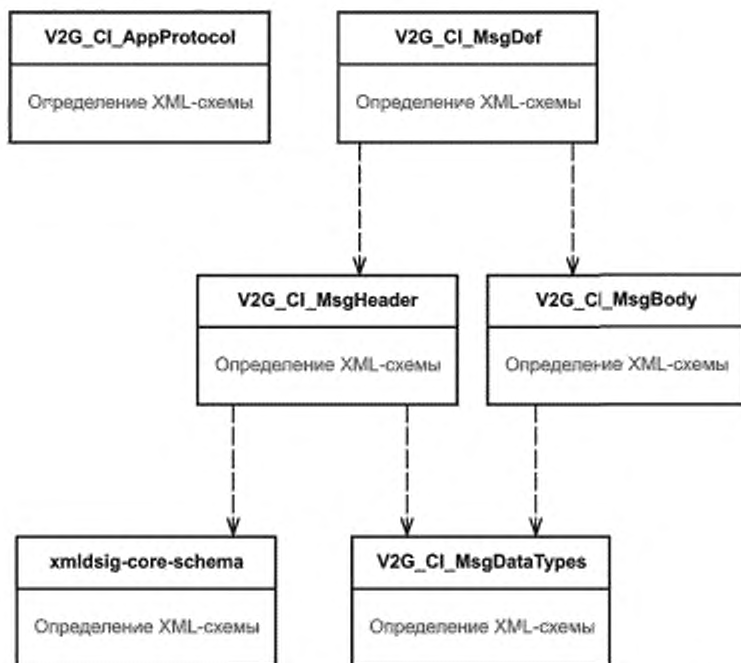 V2G_CI_AppProtocol
Определение XML-схемы
V2G_CI_MsgDef
Определение XML-схемы
V2G_CI_MsgHeader
Определение XML-схемы
V2G_CI_MsgBody
Определение XML-схемы
xmldsig-core-schema
Определение XML-схемы
V2G_CI_MsgDataTypes
Определение XML-схемы